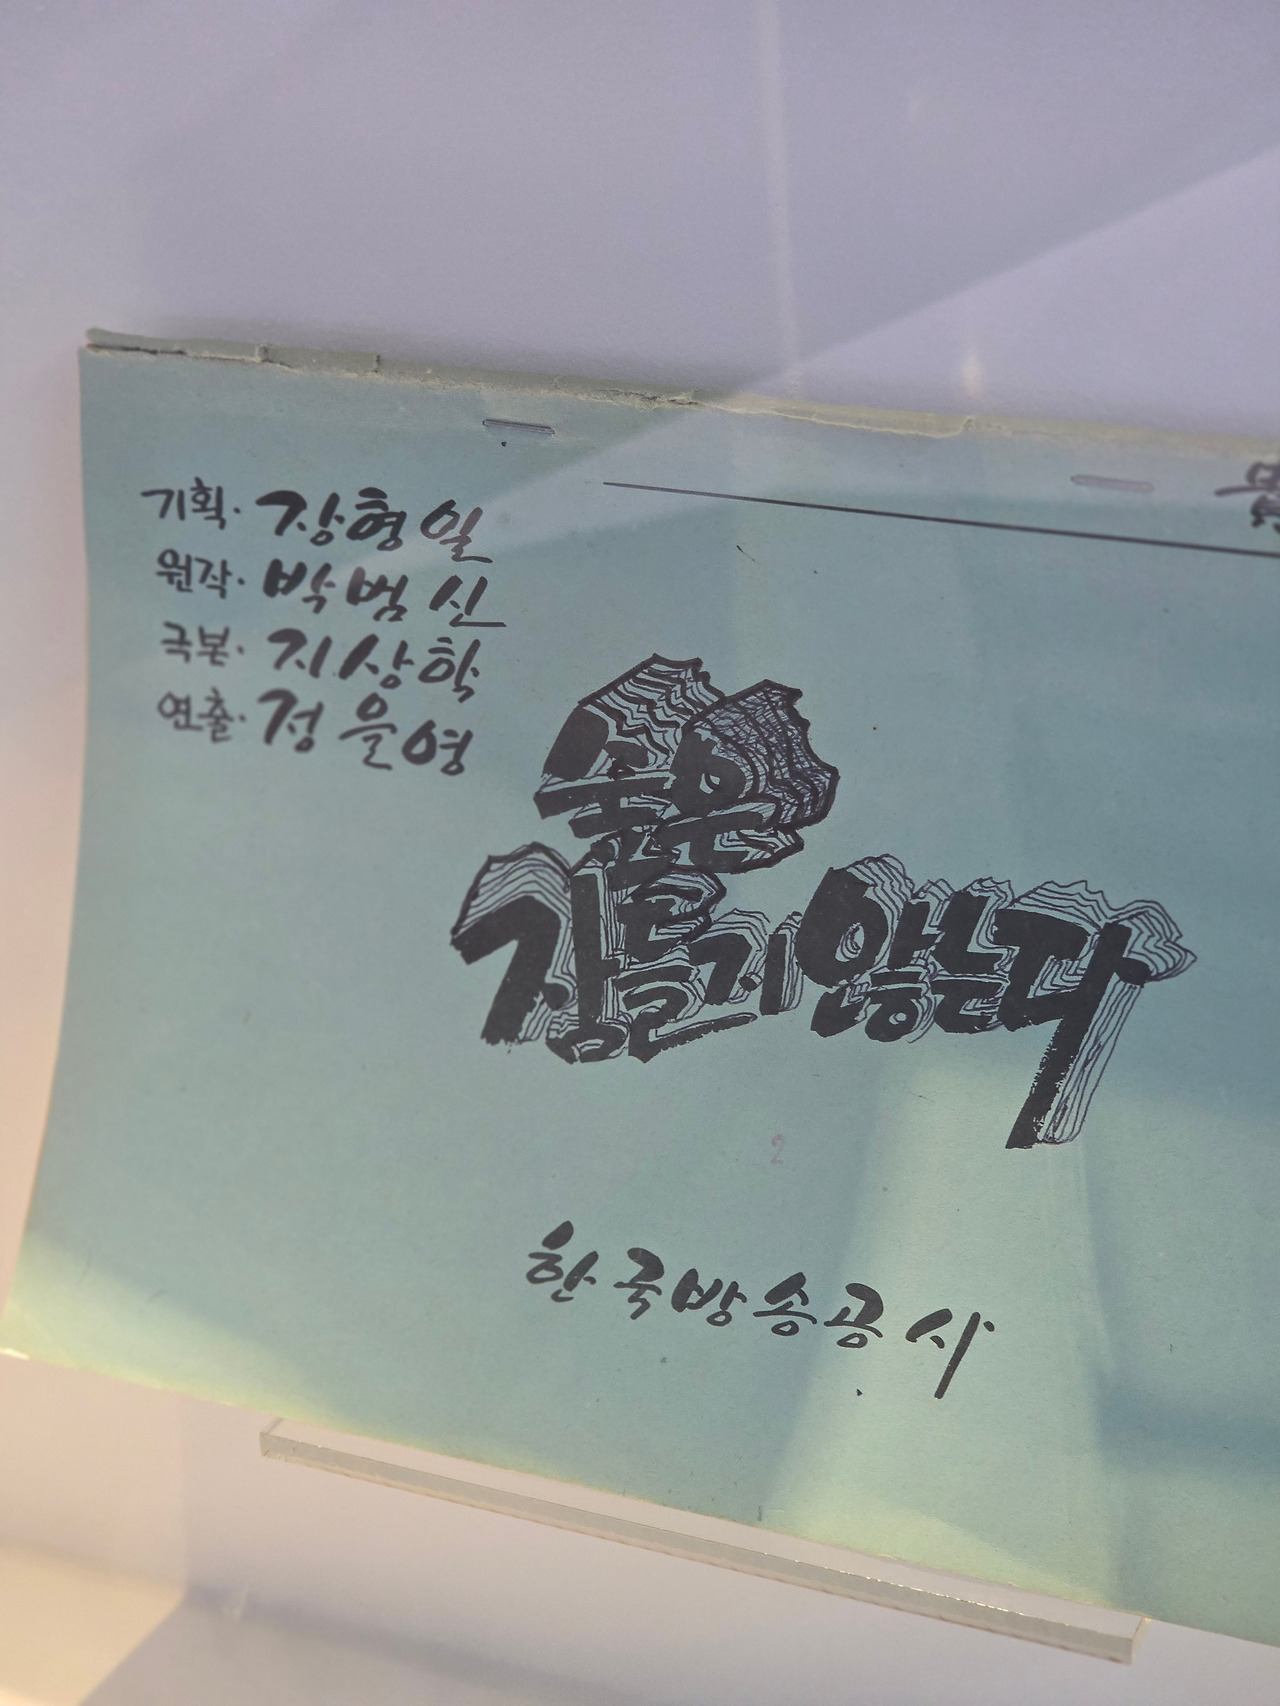 기획· 장형일
원작· 박범신
극본· 지상학
연출· 정을영
숲은
잠들지 않는다
2
한국방송공사